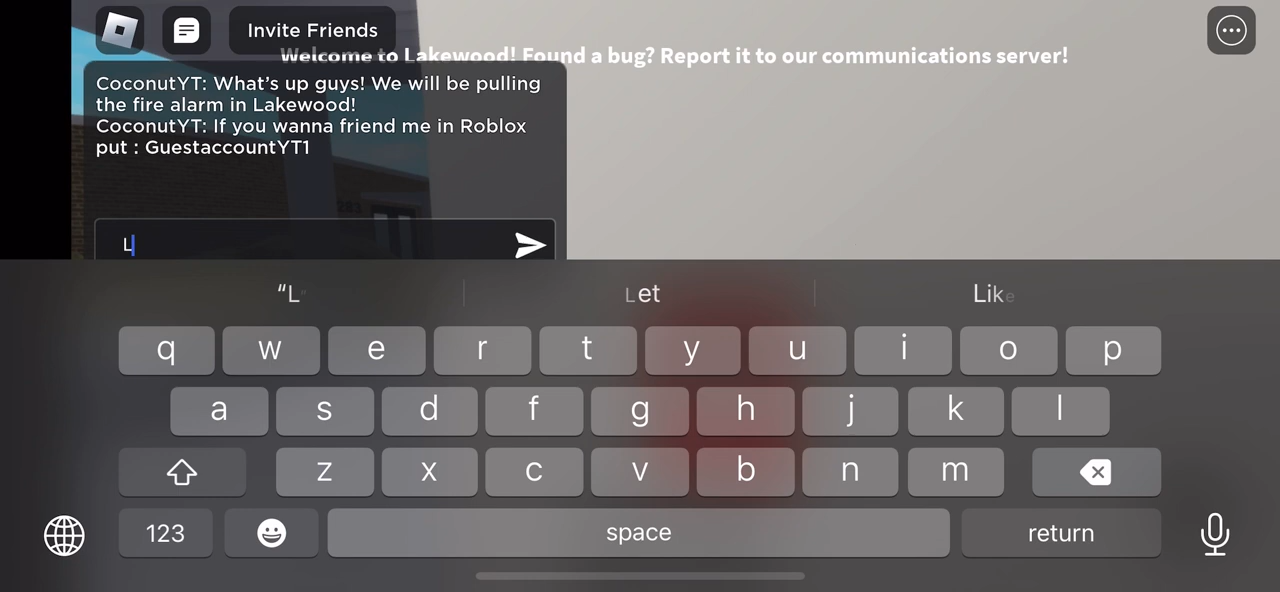 Invite Friends
Welcome to Lakewood! Found a bug? Report it to our communications server!
CoconutYT: What's up guys! We will be pulling
the fire alarm in Lakewood!
CoconutYT: If you wanna friend me in Roblox
put : GuestaccountYT1
283
L
“L” Let Like
q w e r t y u i o p
a s d f g h j k l
z x c v b n m
123 space return